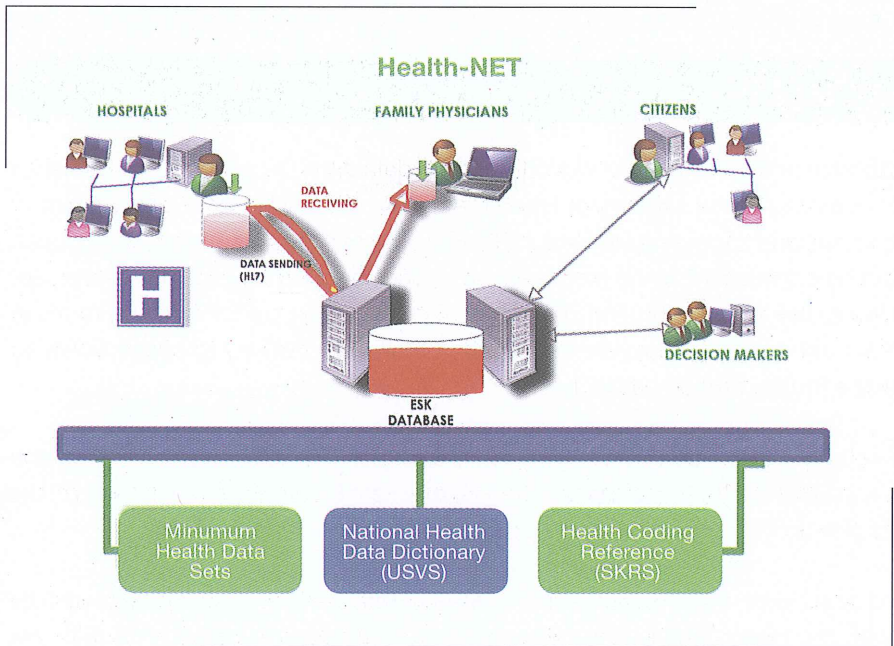 Health-NET
HOSPITALS
FAMILY PHYSICIANS
CITIZENS
DATA
RECEIVING
DATA SENDING
(HL7)
H
DECISION MAKERS
ESK
DATABASE
Minumum
Health Data
Sets
National Health
Data Dictionary
(USVS)
Health Coding
Reference
(SKRS)